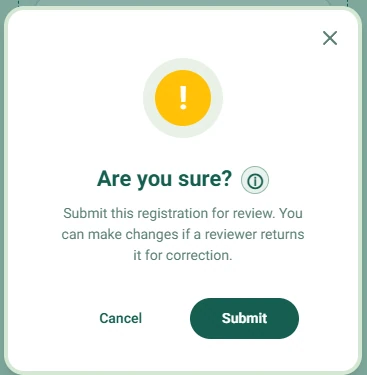 Are you sure?
Submit this registration for review. You
can make changes if a reviewer returns
it for correction.
Cancel
Submit